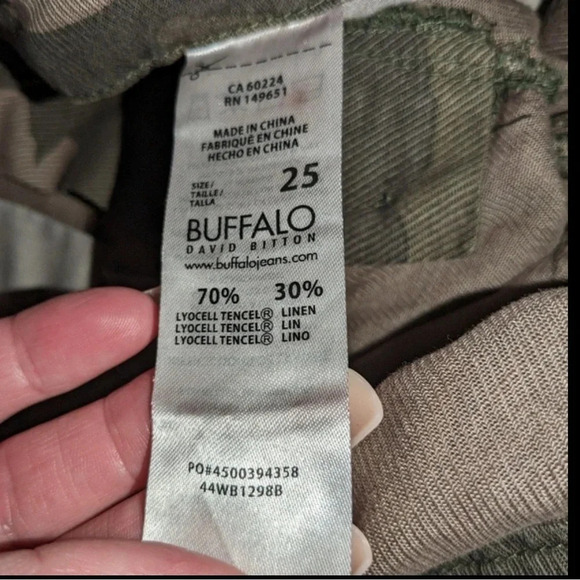 CA 60224
RN 149651
MADE IN CHINA
FABRIQUÉ EN CHINE
HECHO EN CHINA
SIZE/
TAILLE/
TALLA
25
BUFFALO
DAVID BITTON
www.buffalojeans.com
70% 30%
LYOCELL TENCEL® LINEN
LYOCELL TENCEL® LIN
LYOCELL TENCEL® LINO
PO#4500394358
44WB1298B